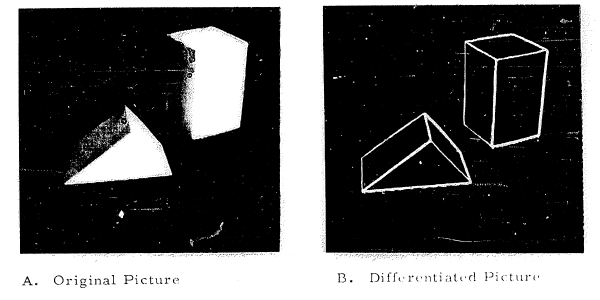 A. Original Picture
B. Differentiated Picture